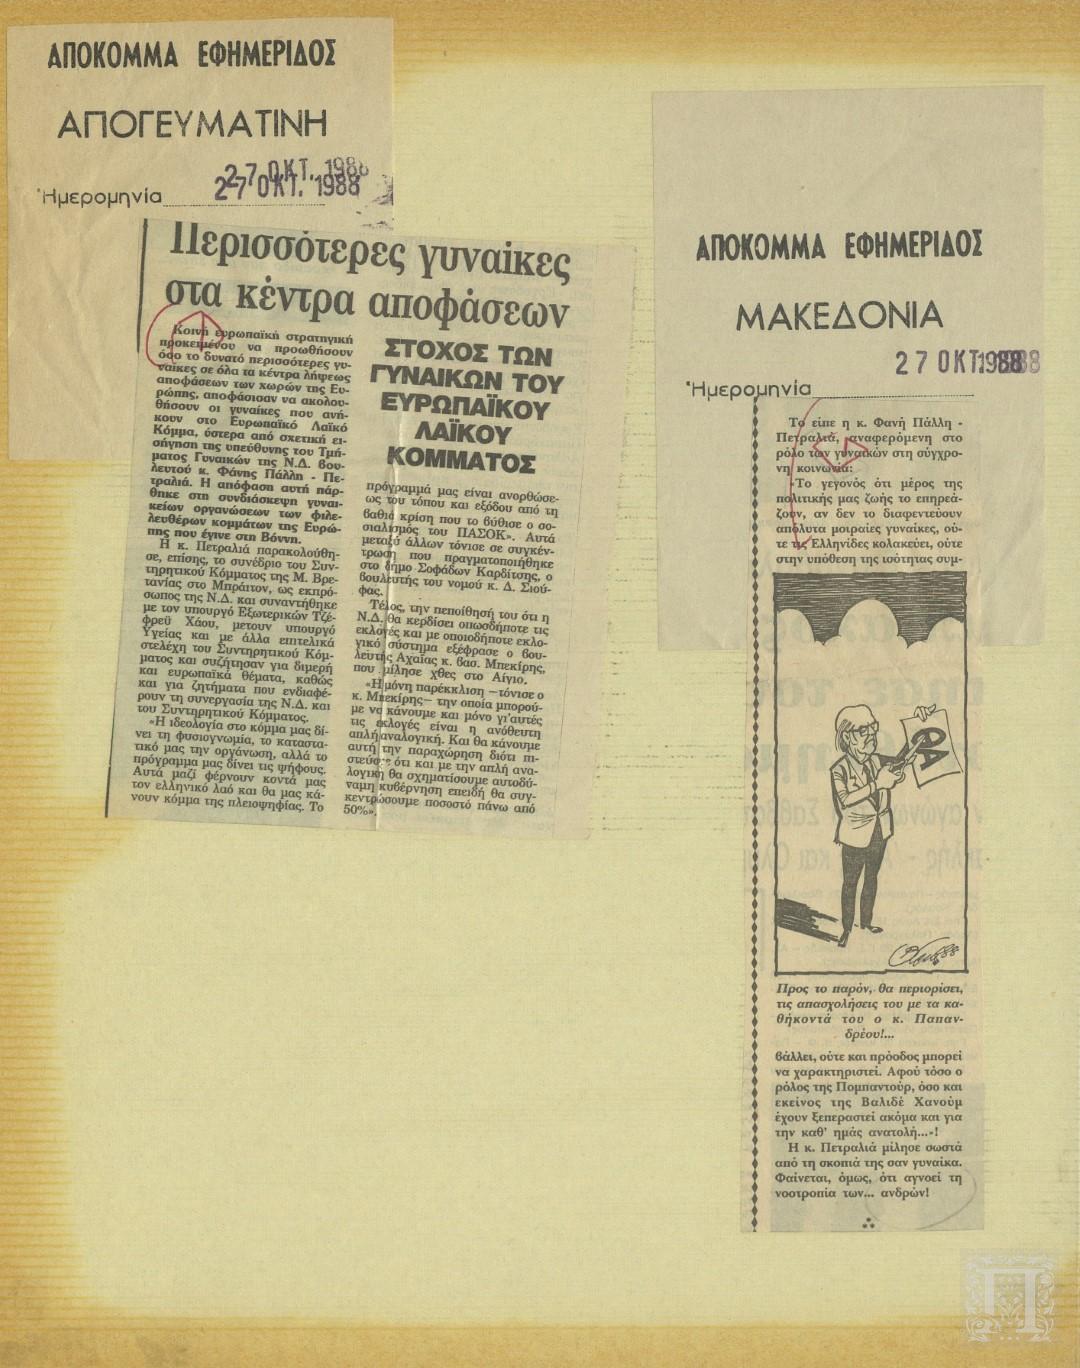 ΑΠΟΚΟΜΜΑ ΕΦΗΜΕΡΙΔΟΣ
ΑΠΟΓΕΥΜΑΤΙΝΗ
27 ΟΚΤ. 1988
27 ΟΚΤ. 1988
Ἡμερομηνία
Περισσότερες γυναίκες
στα κέντρα αποφάσεων
Κοινή ευρωπαϊκή στρατηγική
προκειμένου να προωθήσουν
όσο το δυνατό περισσότερες γυ-
ναίκες σε όλα τα κέντρα λήψεως
αποφάσεων των χωρών της Ευ-
ρώπης, αποφάσισαν να ακολου-
θήσουν οι γυναίκες που ανή-
κουν στο Ευρωπαϊκό Λαϊκό
Κόμμα, ύστερα από σχετική ει-
σήγηση της υπεύθυνης του Τμή-
ματος Γυναικών της Ν.Δ. βου-
λευτού κ. Φάνης Πάλλη - Πε-
τραλιά. Η απόφαση αυτή πάρ-
θηκε στη συνδιάσκεψη γυναι-
κείων οργανώσεων των φιλε-
λευθέρων κομμάτων της Ευρώ-
πης που έγινε στη Βόννη.
Η κ. Πετραλιά παρακολούθη-
σε, επίσης, το συνέδριο του Συν-
τηρητικού Κόμματος της Μ. Βρε-
τανίας στο Μπράιτον, ως εκπρό-
σωπος της Ν.Δ. και συναντήθηκε
με τον υπουργό Εξωτερικών Τζέ-
φρεϋ Χάου, μετουν υπουργό
Υγείας και με άλλα επιτελικά
στελέχη του Συντηρητικού Κόμ-
ματος και συζήτησαν για διμερή
και ευρωπαϊκά θέματα, καθώς
και για ζητήματα που ενδιαφέ-
ρουν τη συνεργασία της Ν.Δ. και
του Συντηρητικού Κόμματος.
«Η ιδεολογία στο κόμμα μας δί-
νει τη φυσιογνωμία, το καταστα-
τικό μας την οργάνωση, αλλά το
πρόγραμμα μας δίνει τις ψήφους.
Αυτά μαζί φέρνουν κοντά μας
τον ελληνικό λαό και θα μας κά-
νουν κόμμα της πλειοψηφίας. Το
ΣΤΟΧΟΣ ΤΩΝ
ΓΥΝΑΙΚΩΝ ΤΟΥ
ΕΥΡΩΠΑΪΚΟΥ
ΛΑΪΚΟΥ
ΚΟΜΜΑΤΟΣ
πρόγραμμά μας είναι ανορθώσε-
ως του τόπου και εξόδου από τη
βαθιά κρίση που το βύθισε ο σο-
σιαλισμός του ΠΑΣΟΚ». Αυτά
μεταξύ άλλων τόνισε σε συγκέν-
τρωση που πραγματοποιήθηκε
στο δήμο Σοφάδων Καρδίτσης, ο
βουλευτής του νομού κ. Δ. Σιού-
φας.
Τέλος, την πεποίθησή του ότι η
Ν.Δ. θα κερδίσει οπωσδήποτε τις
εκλογές και με οποιοδήποτε εκλο-
γικό σύστημα εξέφρασε ο βου-
λευτής Αχαΐας κ. Βασ. Μπεκίρης,
που μίλησε χθες στο Αίγιο.
«Η μόνη παρέκκλιση —τόνισε ο
κ. Μπεκίρης— την οποία μπορού-
με να κάνουμε και μόνο γι'αυτές
τις εκλογές είναι η ανόθευτη
απλή αναλογική. Και θα κάνουμε
αυτή την παραχώρηση διότι πι-
στεύουμε ότι και με την απλή ανα-
λογική θα σχηματίσουμε αυτοδύ-
ναμη κυβέρνηση επειδή θα συγ-
κεντρώσουμε ποσοστό πάνω από
50%».
ΑΠΟΚΟΜΜΑ ΕΦΗΜΕΡΙΔΟΣ
ΜΑΚΕΔΟΝΙΑ
27 ΟΚΤ. 1988
Ἡμερομηνία
Το είπε η κ. Φανή Πάλλη -
Πετραλιά, αναφερόμενη στο
ρόλο των γυναικών στη σύγχρο-
νη κοινωνία:
«Το γεγονός ότι μέρος της
πολιτικής μας ζωής το επηρεά-
ζουν, αν δεν το διαφεντεύουν
απόλυτα μοιραίες γυναίκες, ού-
τε τις Ελληνίδες κολακεύει, ούτε
στην υπόθεση της ισότητας συμ-
ΘΑ
88
Προς το παρόν, θα περιορίσει,
τις απασχολήσεις του με τα κα-
θήκοντά του ο κ. Παπαν-
δρέου!...
βάλλει, ούτε και πρόοδος μπορεί
να χαρακτηριστεί. Αφού τόσο ο
ρόλος της Πομπαντούρ, όσο και
εκείνος της Βαλιδέ Χανούμ
έχουν ξεπεραστεί ακόμα και για
την καθ' ημάς ανατολή...»!
Η κ. Πετραλιά μίλησε σωστά
από τη σκοπιά της σαν γυναίκα.
Φαίνεται, όμως, ότι αγνοεί τη
νοοτροπία των... ανδρών!